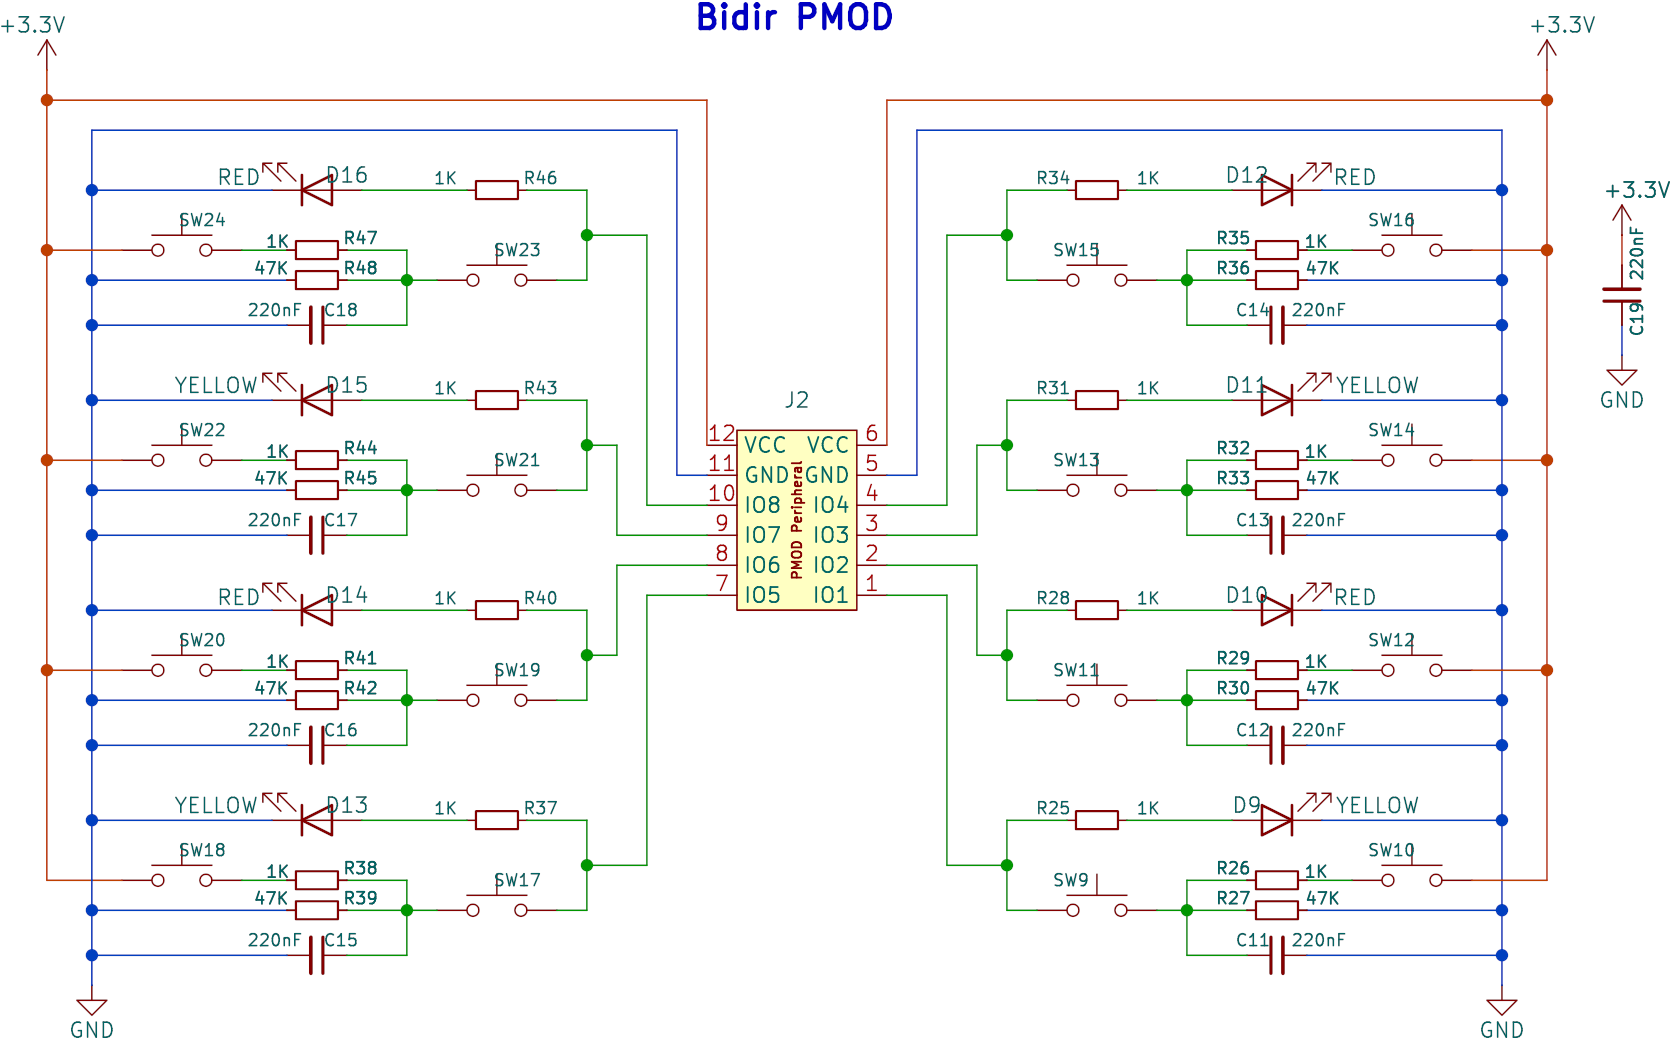 Bidir PMOD
+3.3V
+3.3V
RED D16 1K R46
SW24
1K R47
47K R48
SW23
220nF C18
YELLOW D15 1K R43
SW22
1K R44
47K R45
SW21
220nF C17
RED D14 1K R40
SW20
1K R41
47K R42
SW19
220nF C16
YELLOW D13 1K R37
SW18
1K R38
47K R39
SW17
220nF C15
GND
J2
12 VCC VCC 6
11 GND GND 5
10 IO8 IO4 4
9 IO7 IO3 3
8 IO6 IO2 2
7 IO5 IO1 1
PMOD Peripheral
R34 1K D12 RED
SW16
R35 1K
SW15
R36 47K
C14 220nF
R31 1K D11 YELLOW
SW14
R32 1K
SW13
R33 47K
C13 220nF
R28 1K D10 RED
SW12
R29 1K
SW11
R30 47K
C12 220nF
R25 1K D9 YELLOW
SW10
R26 1K
SW9
R27 47K
C11 220nF
GND
+3.3V
220nF
C19
GND